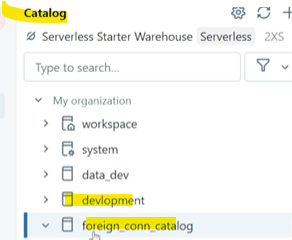 Catalog
Serverless Starter Warehouse Serverless 2XS
Type to search...
My organization
workspace
system
data_dev
devlopment
foreign_conn_catalog